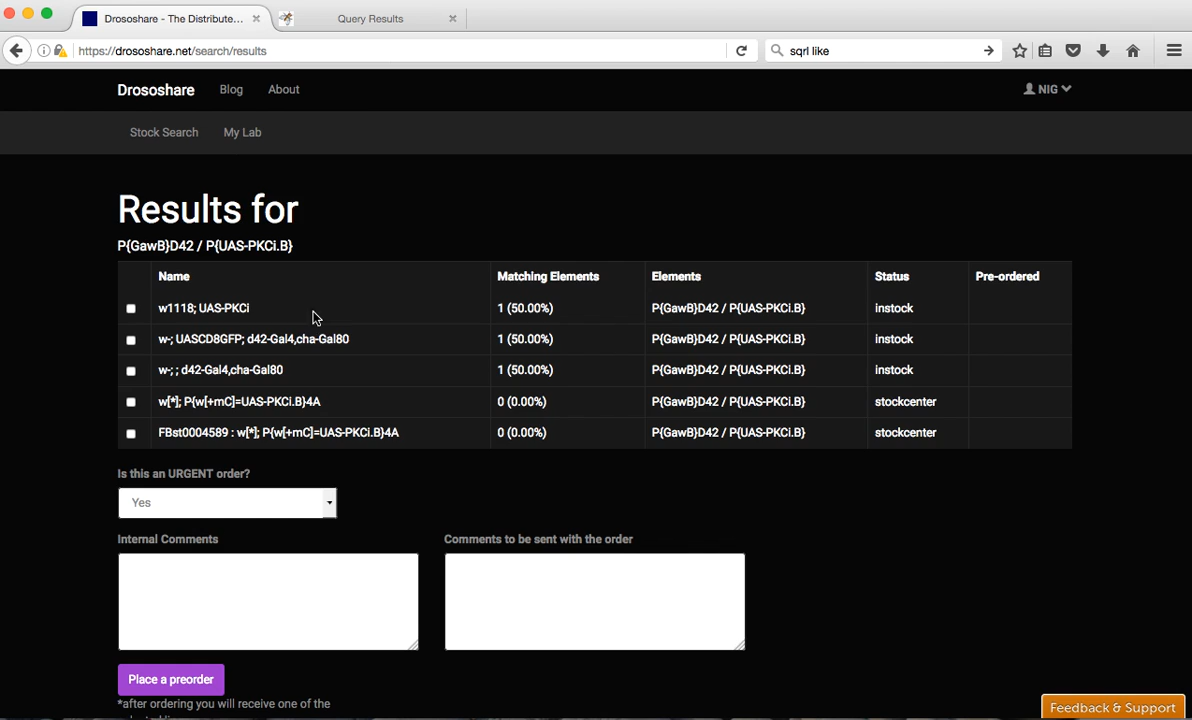 Drososhare - The Distribute...
Query Results
https://drososhare.net/search/results
sqrl like
Drososhare Blog About NIG
Stock Search My Lab
Results for
P{GawB}D42 / P{UAS-PKCi.B}
Name Matching Elements Elements Status Pre-ordered
w1118; UAS-PKCi 1 (50.00%) P{GawB}D42 / P{UAS-PKCi.B} instock
w-; UASCD8GFP; d42-Gal4,cha-Gal80 1 (50.00%) P{GawB}D42 / P{UAS-PKCi.B} instock
w-; ; d42-Gal4,cha-Gal80 1 (50.00%) P{GawB}D42 / P{UAS-PKCi.B} instock
w[*]; P{w[+mC]=UAS-PKCi.B}4A 0 (0.00%) P{GawB}D42 / P{UAS-PKCi.B} stockcenter
FBst0004589 : w[*]; P{w[+mC]=UAS-PKCi.B}4A 0 (0.00%) P{GawB}D42 / P{UAS-PKCi.B} stockcenter
Is this an URGENT order?
Yes
Internal Comments Comments to be sent with the order
Place a preorder
*after ordering you will receive one of the
Feedback & Support